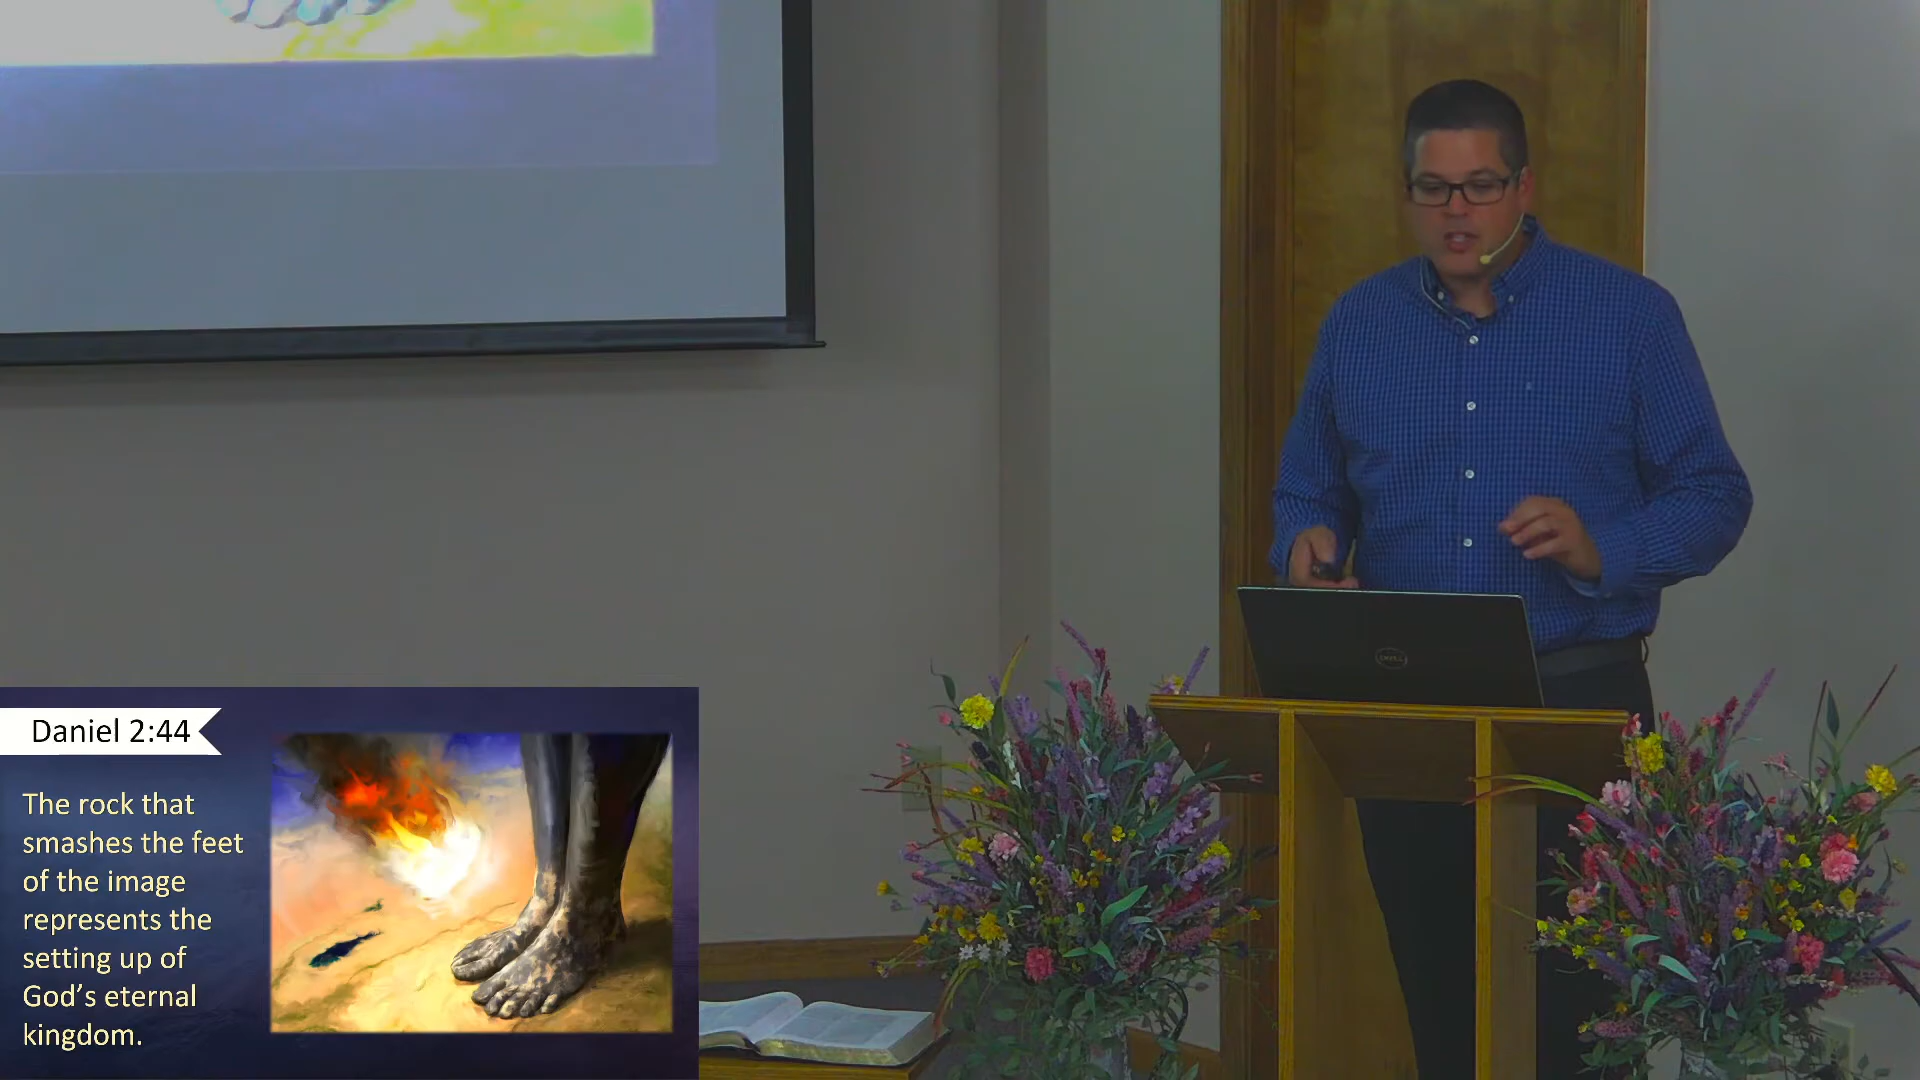 Daniel 2:44
The rock that
smashes the feet
of the image
represents the
setting up of
God's eternal
kingdom.
DELL